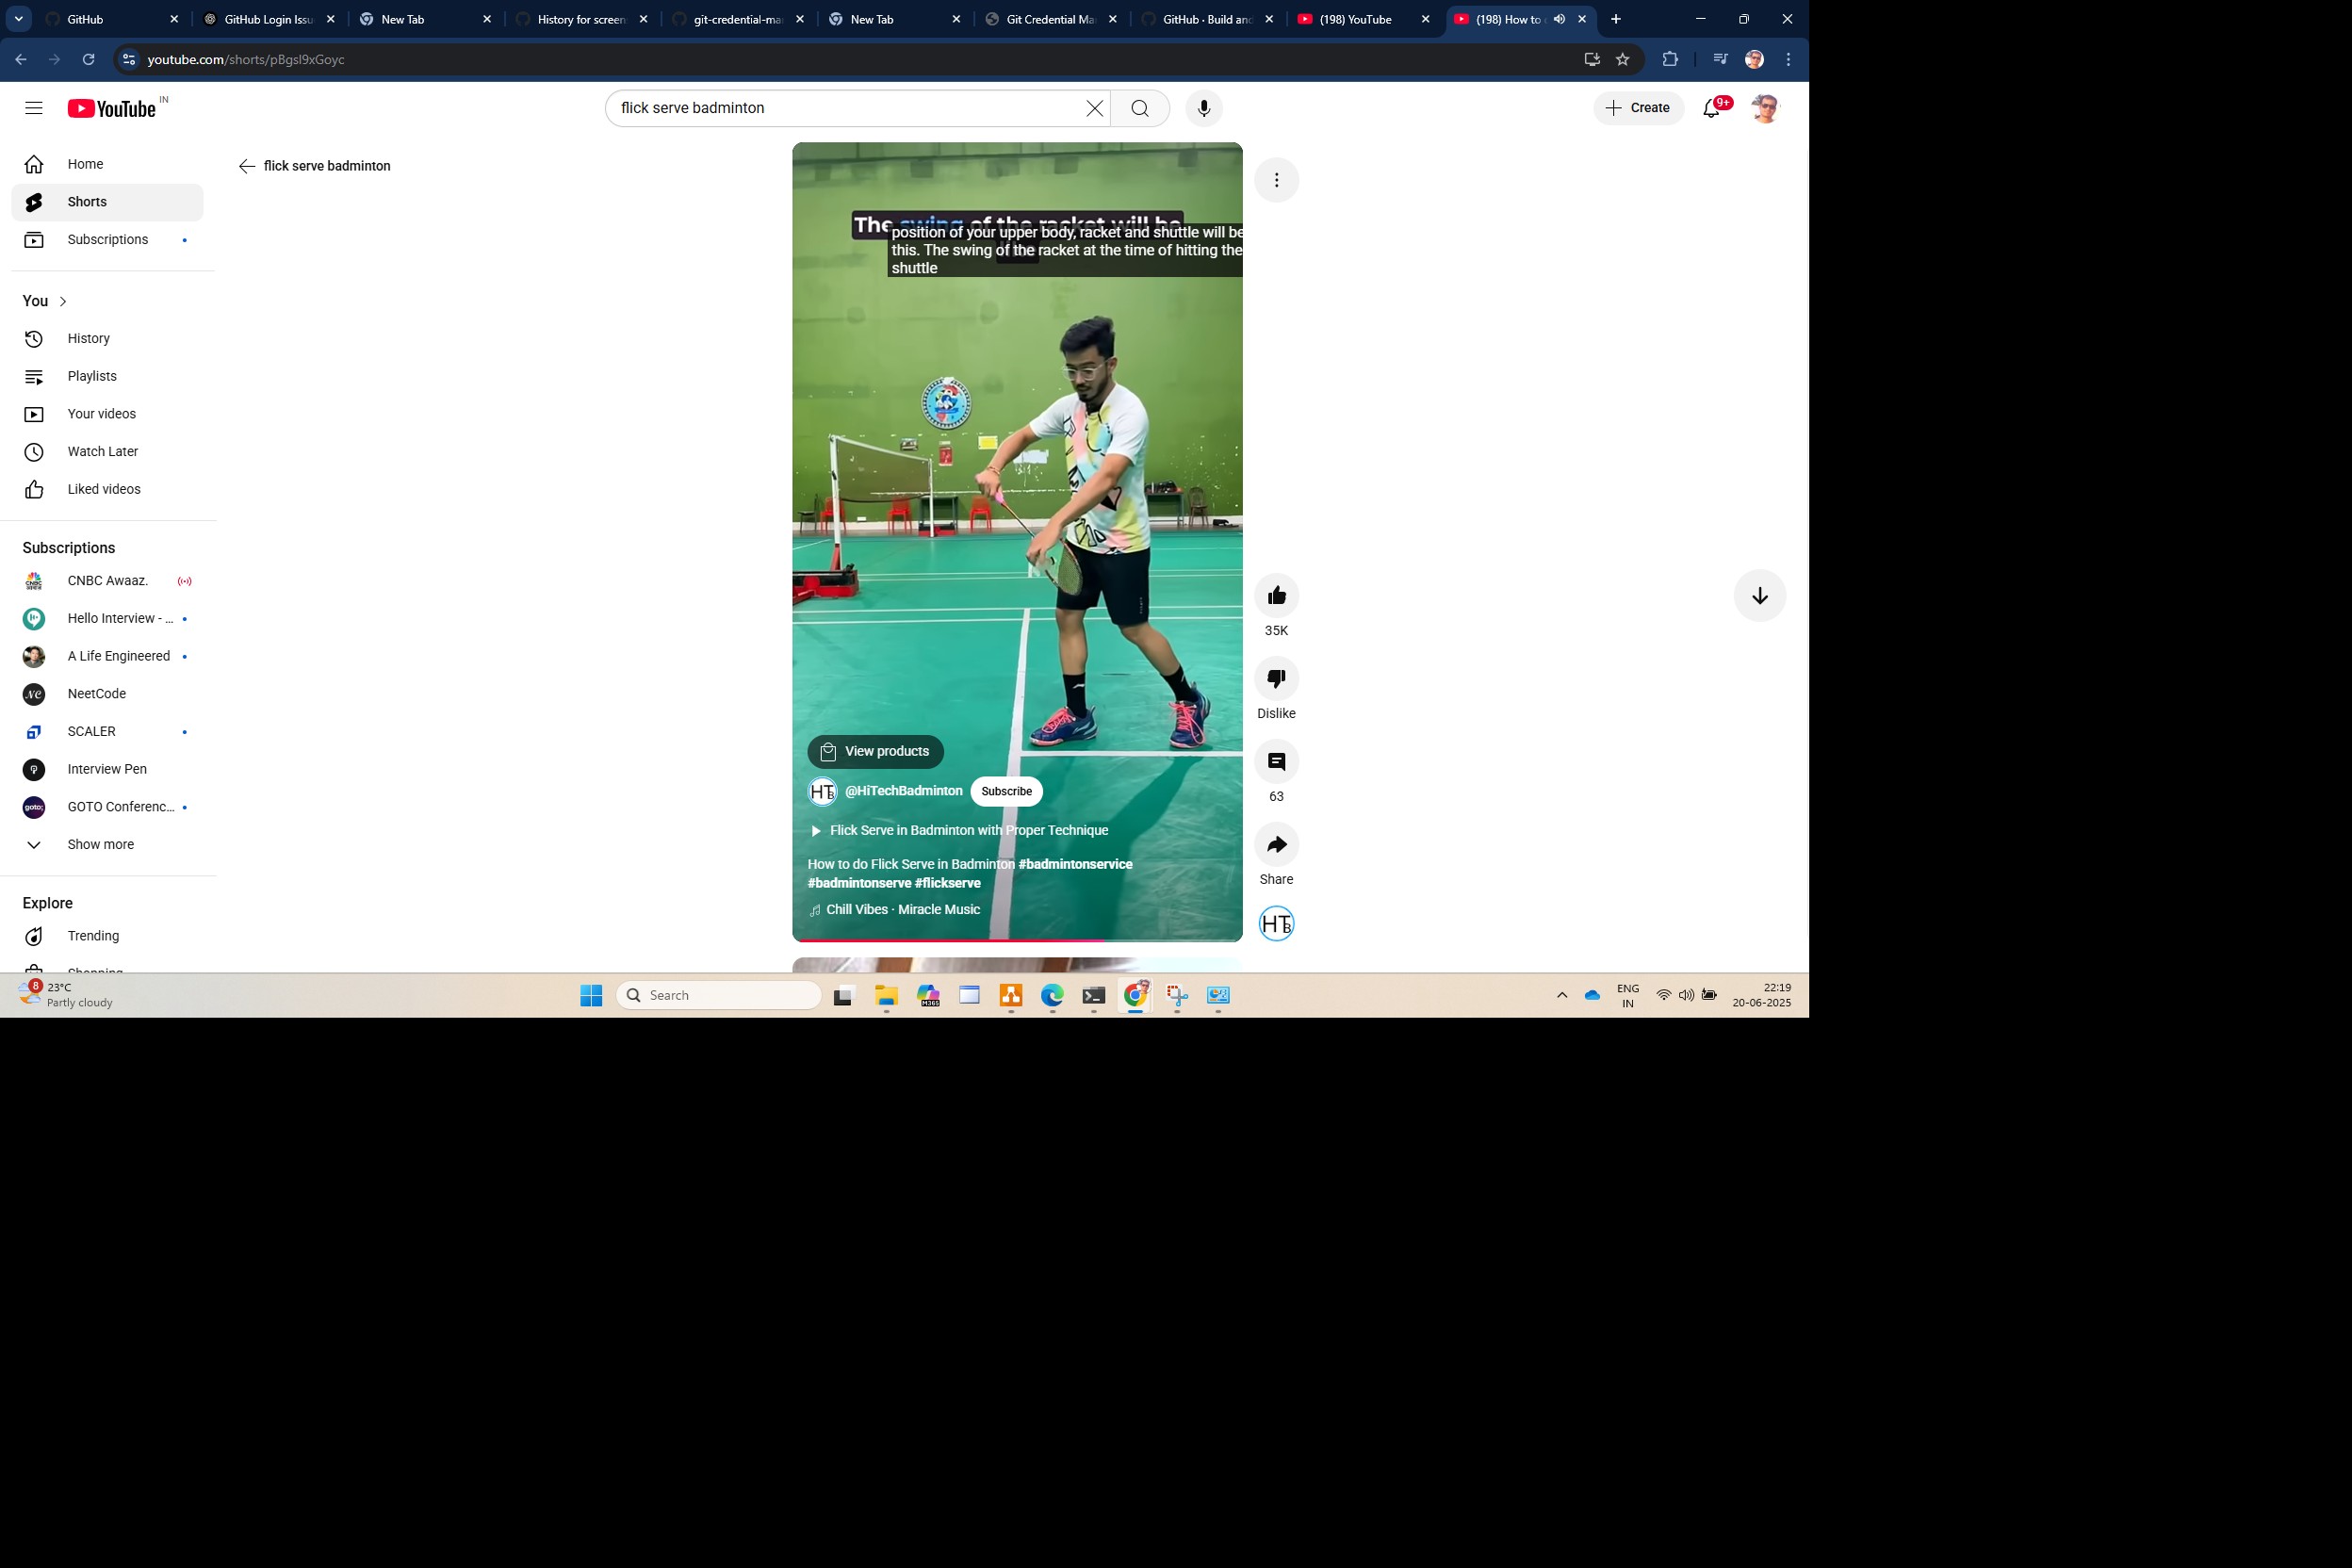 GitHub
GitHub Login Issu
New Tab
History for screen
git-credential-ma
New Tab
Git Credential Ma
GitHub · Build and
(198) YouTube
(198) How to
youtube.com/shorts/pBgsl9xGoyc
YouTube IN
flick serve badminton
Create
9+
Home
Shorts
Subscriptions
You
History
Playlists
Your videos
Watch Later
Liked videos
Subscriptions
CNBC Awaaz.
Hello Interview - ...
A Life Engineered
NeetCode
SCALER
Interview Pen
GOTO Conferenc...
Show more
Explore
Trending
Shopping
flick serve badminton
The swing of the racket will be
position of your upper body, racket and shuttle will be
this. The swing of the racket at the time of hitting the
shuttle
View products
HTB
@HiTechBadminton
Subscribe
Flick Serve in Badminton with Proper Technique
How to do Flick Serve in Badminton #badmintonservice
#badmintonserve #flickserve
Chill Vibes · Miracle Music
35K
Dislike
63
Share
HTB
8
23°C
Partly cloudy
Search
M365
ENG
IN
22:19
20-06-2025